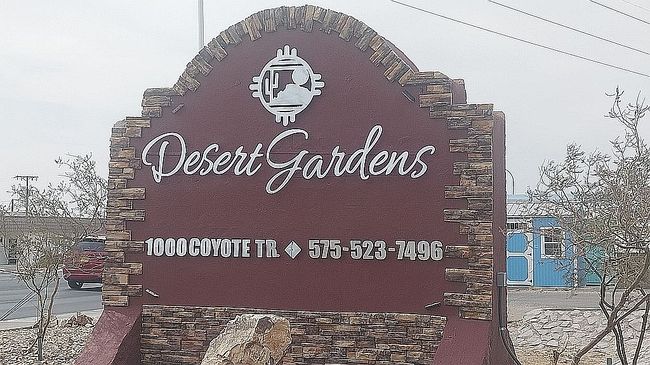 Desert Gardens
1000 COYOTE TR. ◆ 575-523-7496